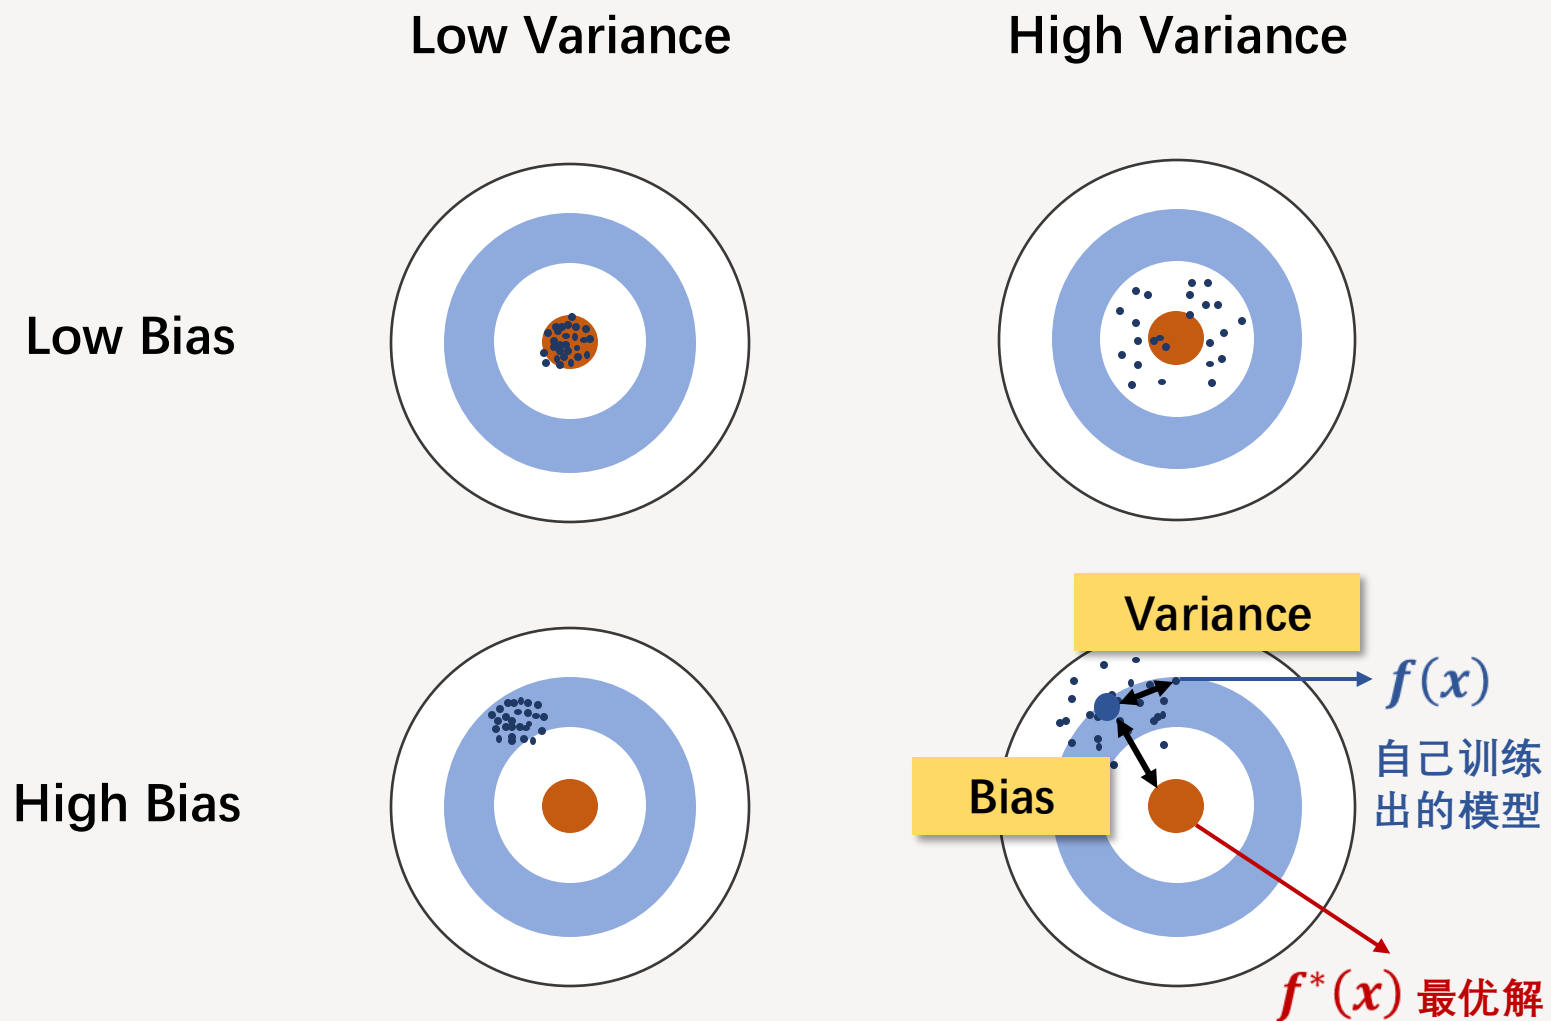 Low Variance
High Variance
Low Bias
Variance
f(x)
自己训练
出的模型
High Bias
Bias
f*(x) 最优解